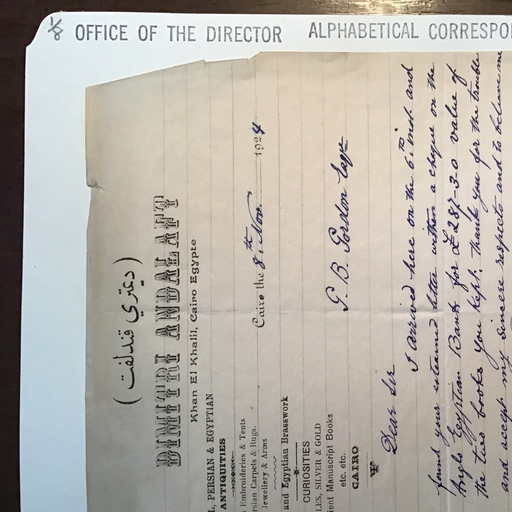 (ديمتري قندلفت)
DIMITRI ANDALAFT
Khan El Khalil, Cairo Egypte
L, PERSIAN & EGYPTIAN
ANTIQUITIES
s Embroideries & Tents
rsian Carpets & Rugs.
Jewellery & Arms
and Egyptian Brasswork
CURIOSITIES
LES, SILVER & GOLD
ient Manuscript Books
etc. etc.
CAIRO
Cairo the 8th Nov. 1924
G. B. Gordon Esqre
Dear Sir
I arrived here on the 6th inst. and
found your esteemed letter within a cheque on the
Anglo Egyptian Bank for £287-3.0 value of
the two books you kept. Thank you for the trouble
and accept my sincere respects and to believe me
OFFICE OF THE DIRECTOR ALPHABETICAL CORRESPO